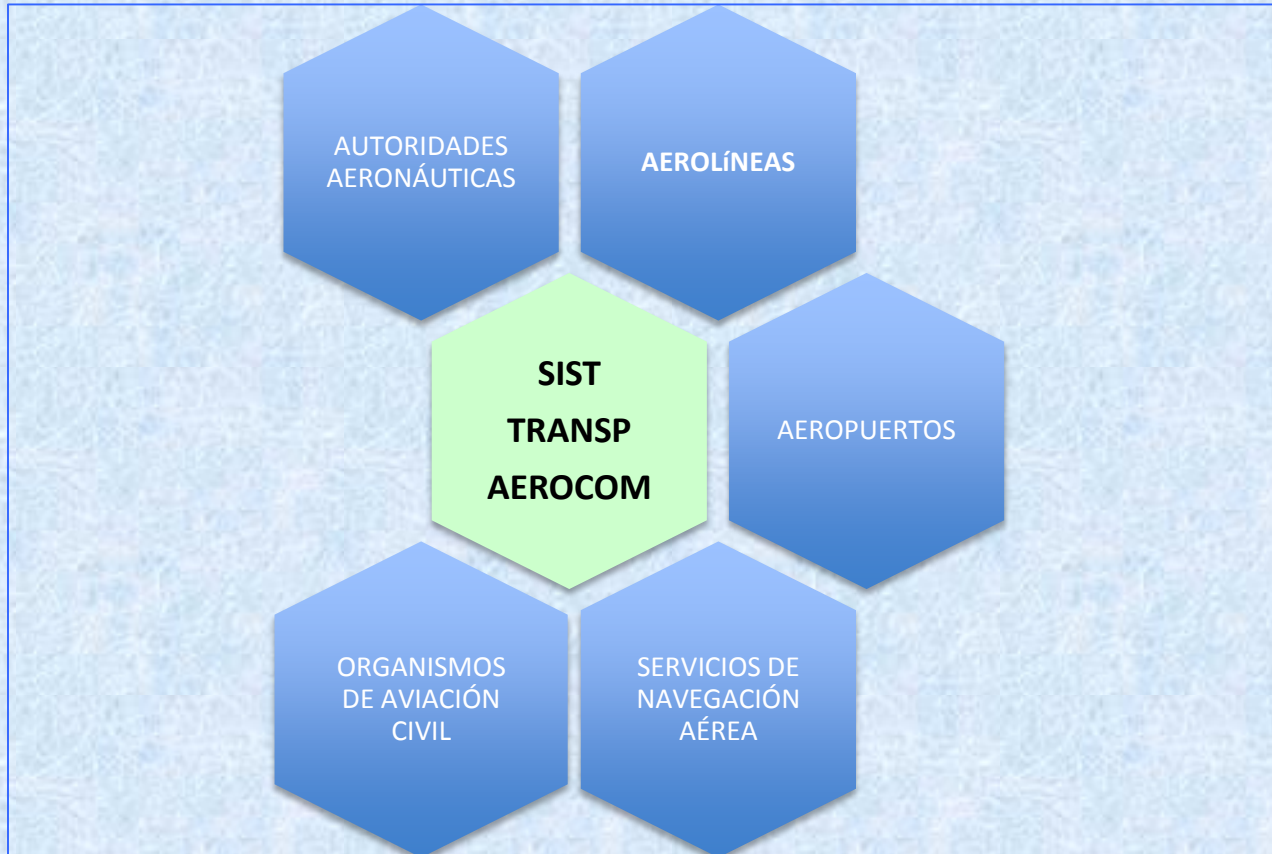 AUTORIDADES
AERONÁUTICAS
AEROLíNEAS
SIST
TRANSP
AEROCOM
AEROPUERTOS
ORGANISMOS
DE AVIACIÓN
CIVIL
SERVICIOS DE
NAVEGACIÓN
AÉREA